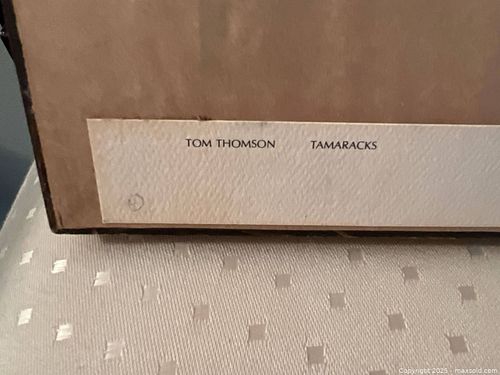 TOM THOMSON TAMARACKS
Copyright 2025 - maxsold.com